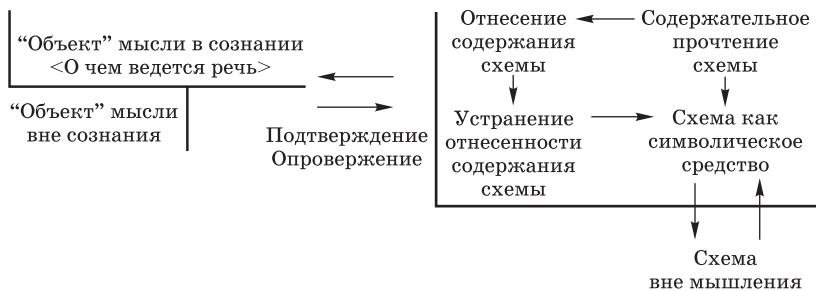 “Объект” мысли в сознании
<О чем ведется речь>
“Объект” мысли
вне сознания
Подтверждение
Опровержение
Отнесение
содержания
схемы
Содержательное
прочтение
схемы
Устранение
отнесенности
содержания
схемы
Схема как
символическое
средство
Схема
вне мышления